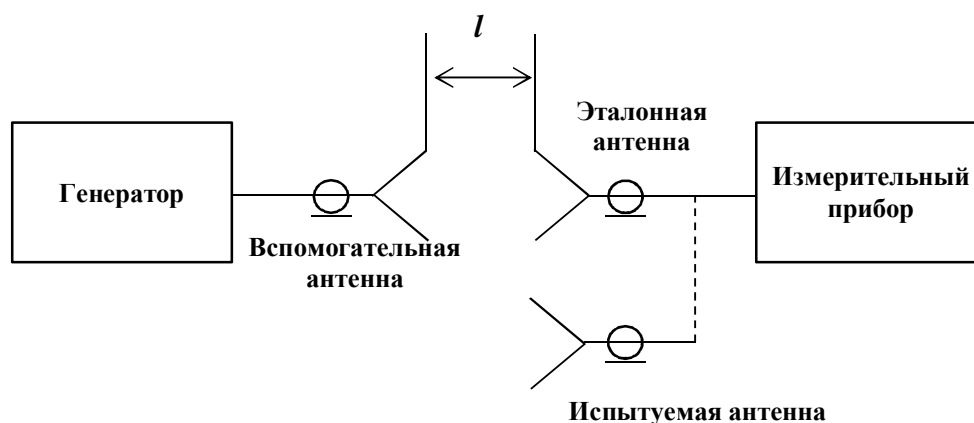 l
Эталонная
антенна
Генератор
Измерительный
прибор
Вспомогательная
антенна
Испытуемая антенна